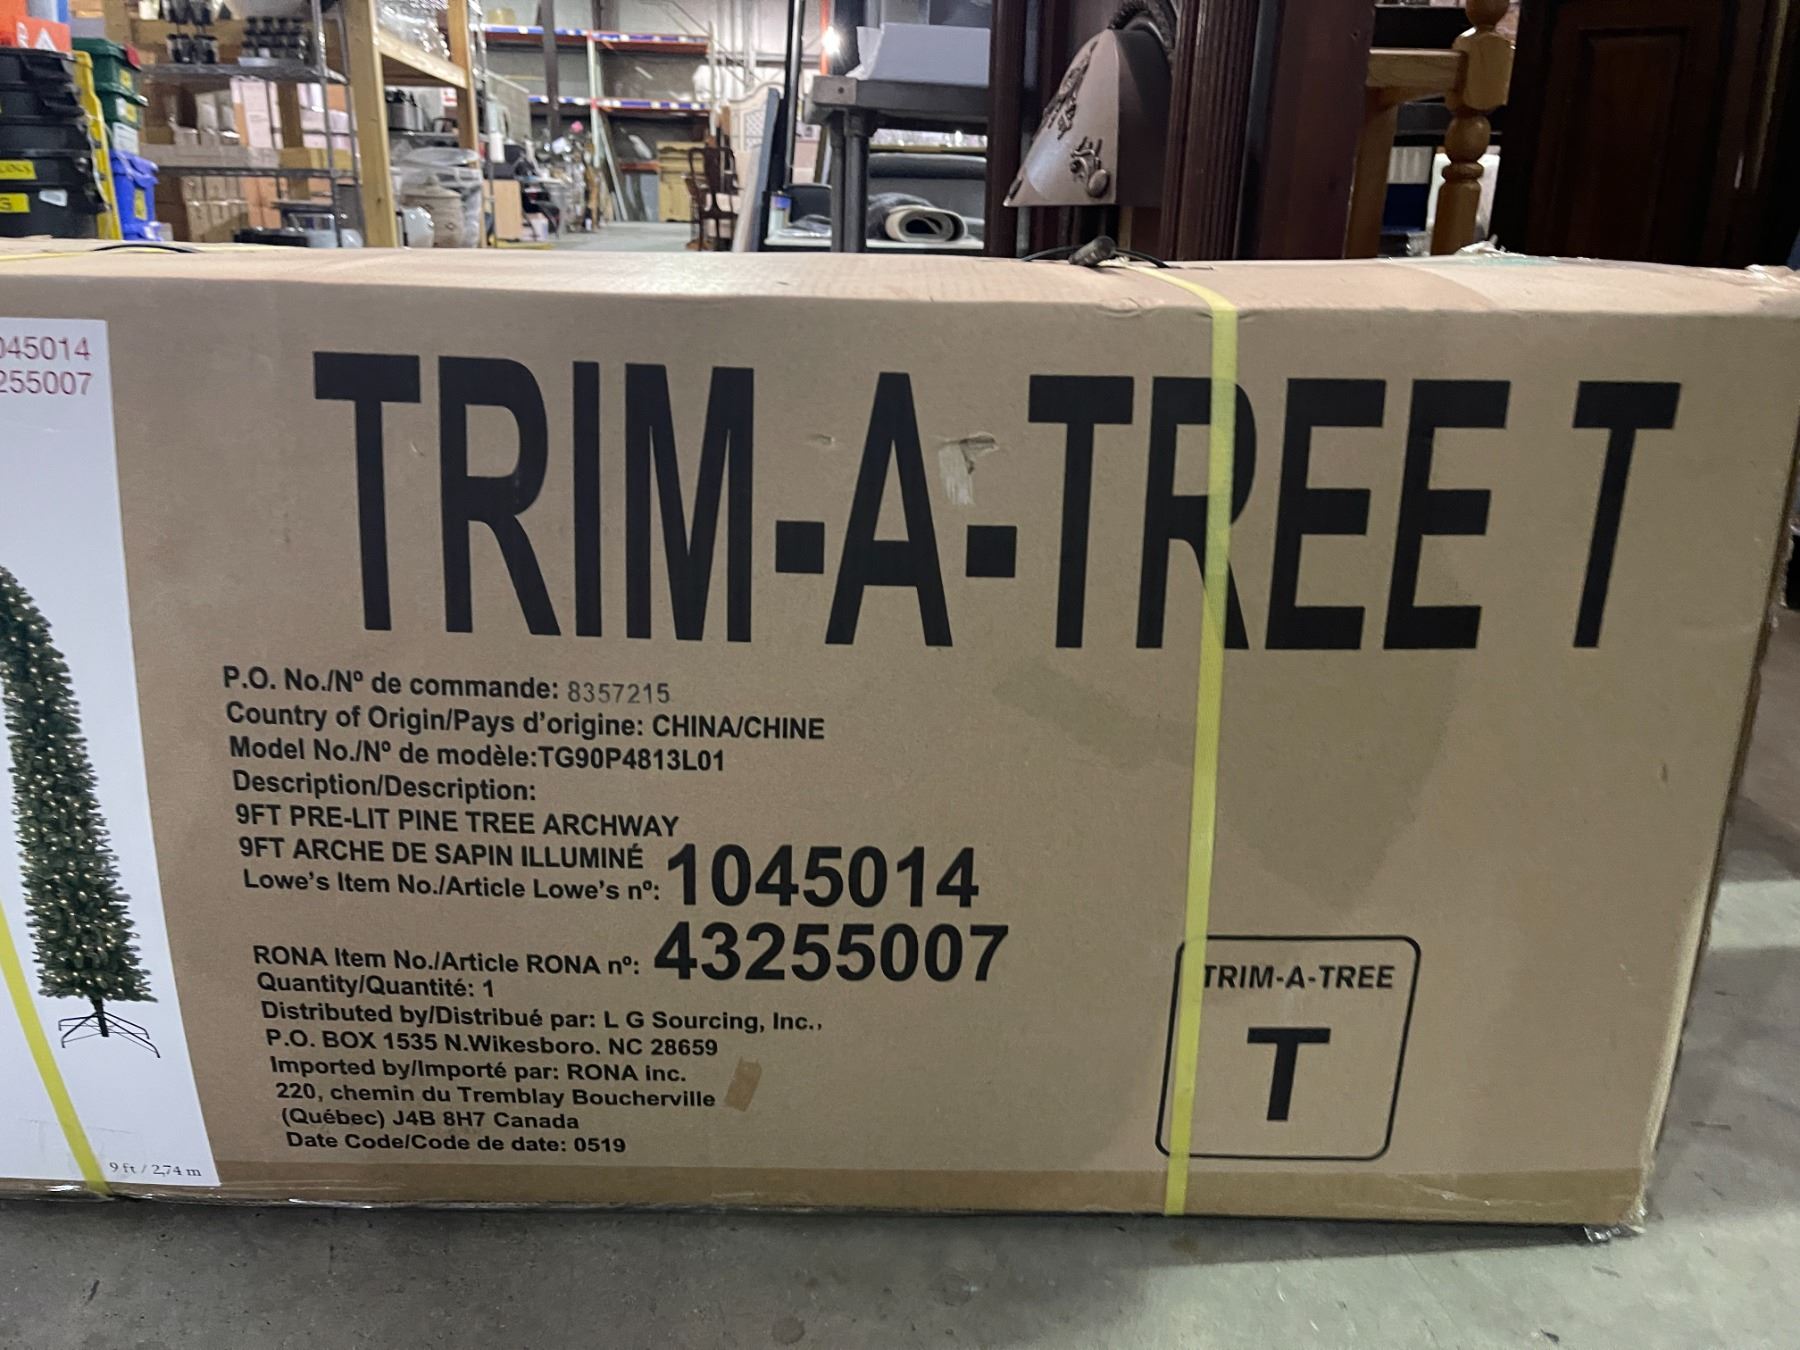 045014
255007
TRIM-A-TREE T
P.O. No./Nº de commande: 8357215
Country of Origin/Pays d'origine: CHINA/CHINE
Model No./Nº de modèle:TG90P4813L01
Description/Description:
9FT PRE-LIT PINE TREE ARCHWAY
9FT ARCHE DE SAPIN ILLUMINÉ
Lowe's Item No./Article Lowe's nº: 1045014
RONA Item No./Article RONA nº: 43255007
Quantity/Quantité: 1
Distributed by/Distribué par: L G Sourcing, Inc.,
P.O. BOX 1535 N.Wikesboro. NC 28659
Imported by/Importé par: RONA inc.
220, chemin du Tremblay Boucherville
(Québec) J4B 8H7 Canada
Date Code/Code de date: 0519
9 ft / 2,74 m
TRIM-A-TREE
T